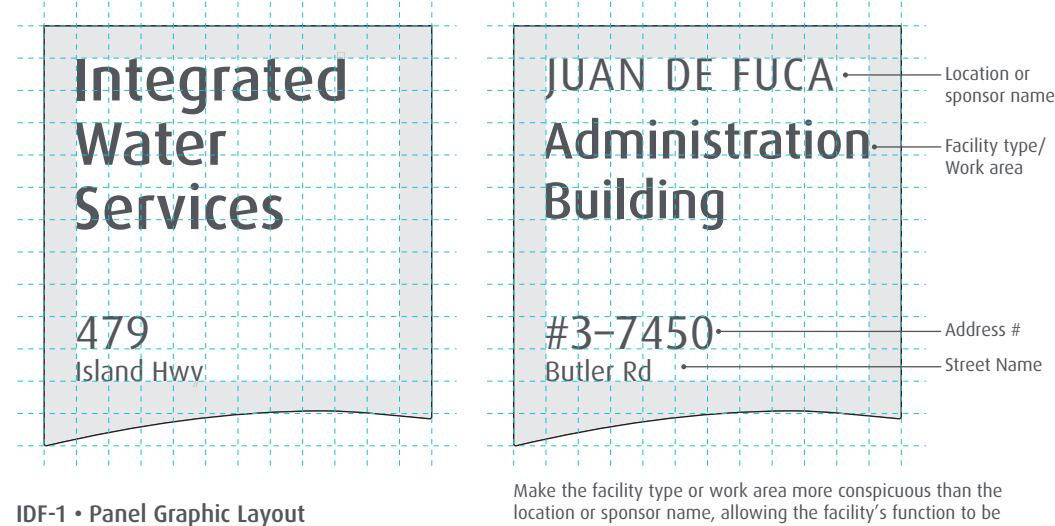 Integrated
Water
Services
479
Island Hwy
JUAN DE FUCA
Administration
Building
#3–7450
Butler Rd
Location or
sponsor name
Facility type/
Work area
Address #
Street Name
IDF-1 • Panel Graphic Layout
Make the facility type or work area more conspicuous than the
location or sponsor name, allowing the facility’s function to be